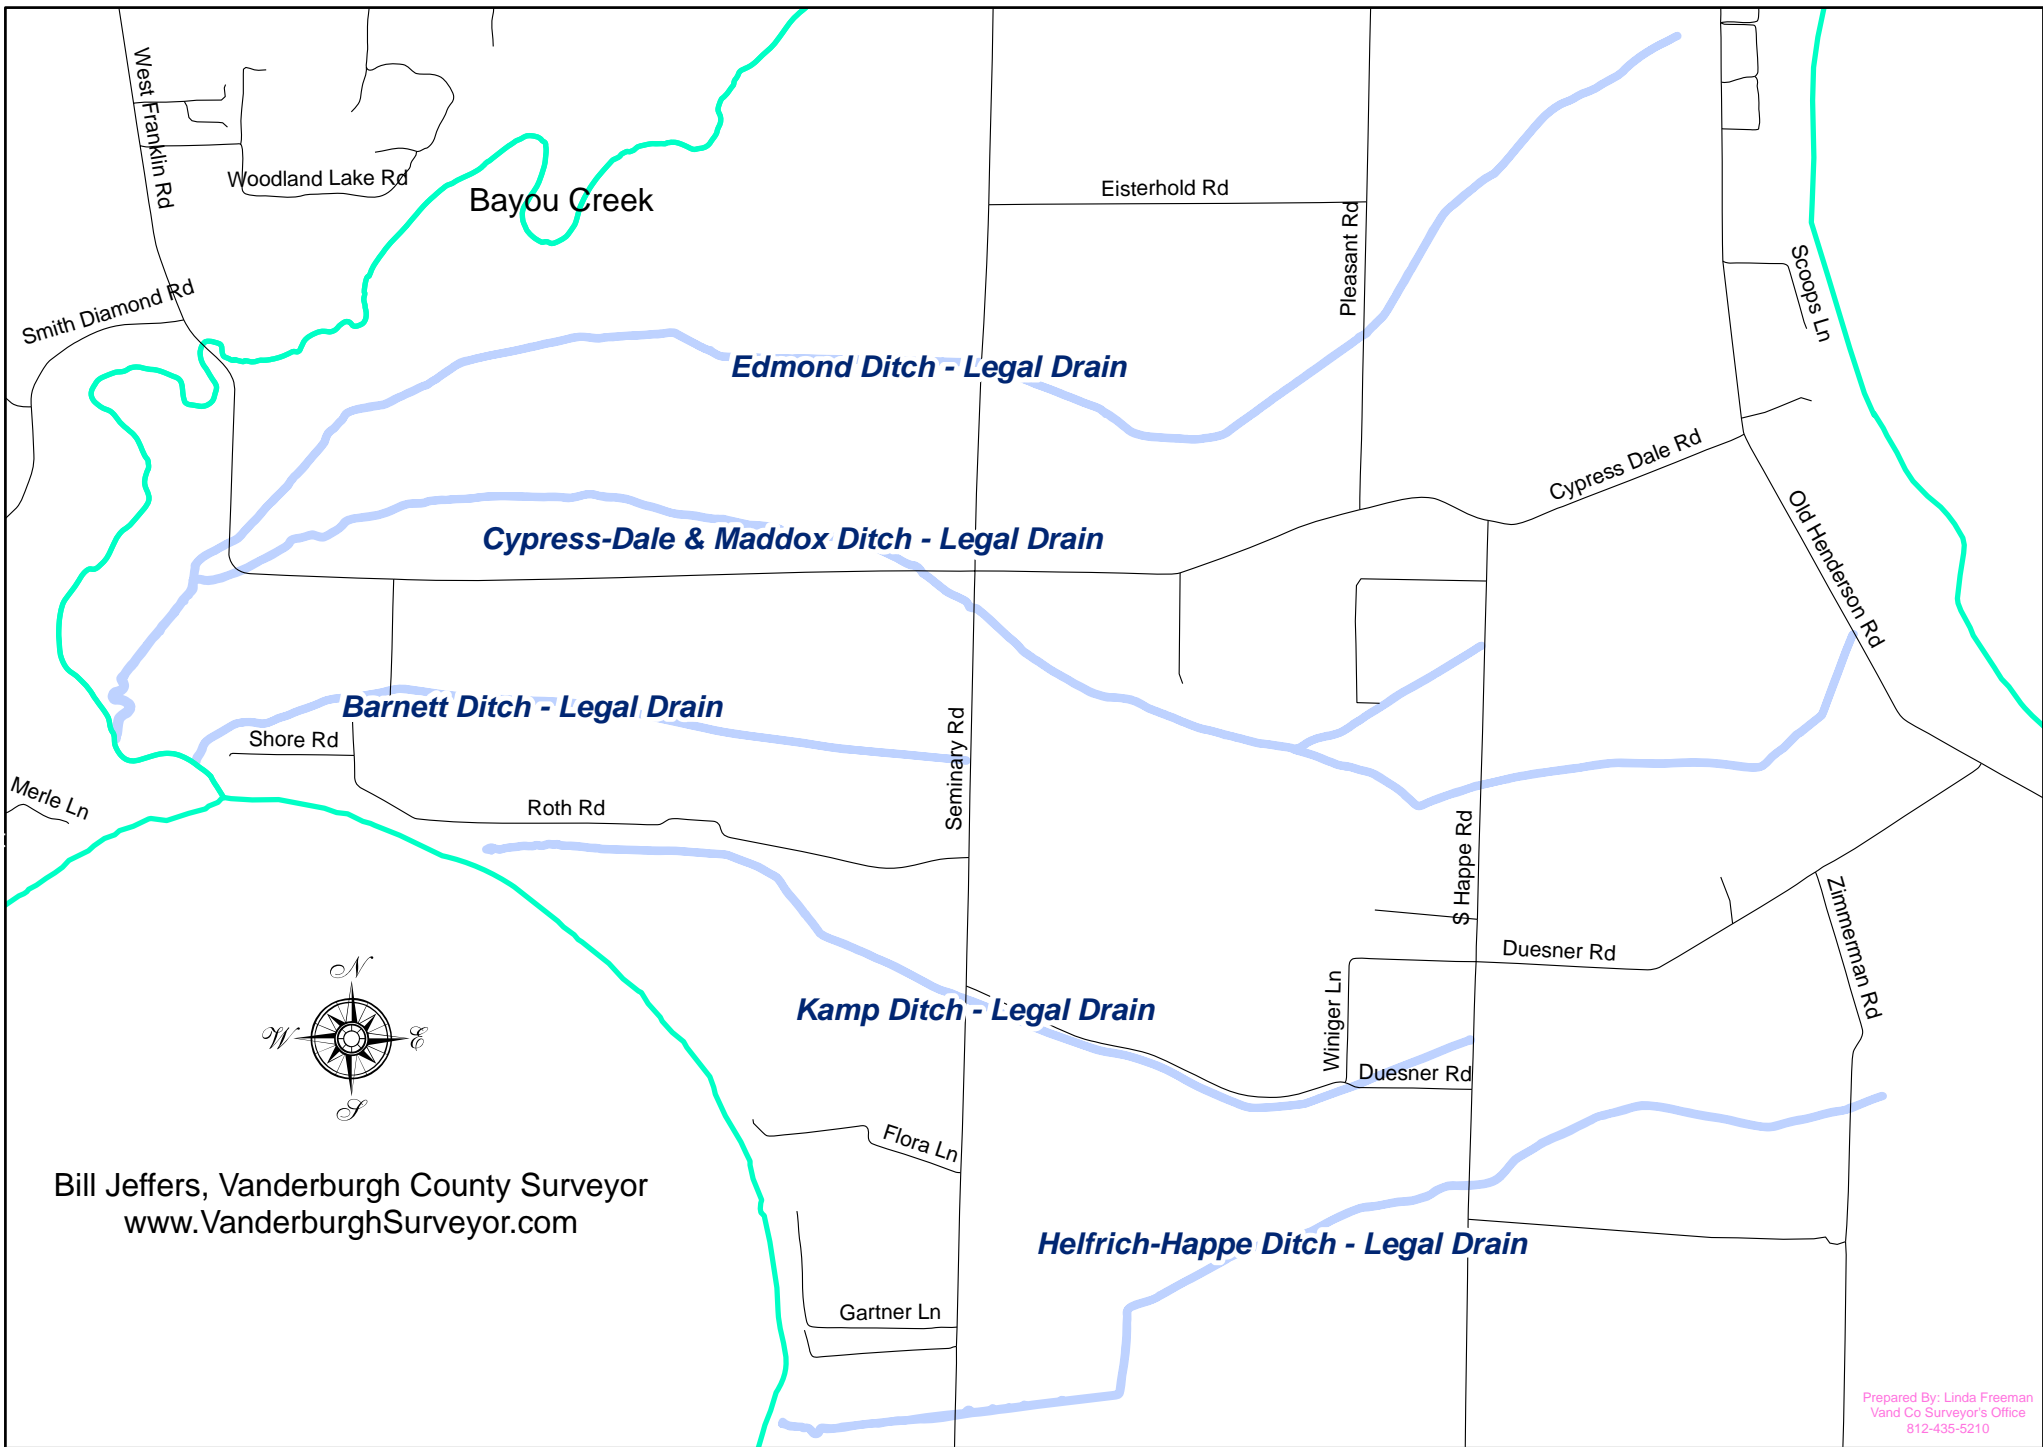 West Franklin Rd
Woodland Lake Rd
Bayou Creek
Eisterhold Rd
Pleasant Rd
Scoops Ln
Smith Diamond Rd
Edmond Ditch - Legal Drain
Cypress Dale Rd
Old Henderson Rd
Cypress-Dale & Maddox Ditch - Legal Drain
Barnett Ditch - Legal Drain
Shore Rd
Seminary Rd
Merle Ln
Roth Rd
S Happe Rd
Zimmerman Rd
Duesner Rd
N
W
E
S
Kamp Ditch - Legal Drain
Winiger Ln
Duesner Rd
Flora Ln
Bill Jeffers, Vanderburgh County Surveyor
www.VanderburghSurveyor.com
Helfrich-Happe Ditch - Legal Drain
Gartner Ln
Prepared By: Linda Freeman
Vand Co Surveyor's Office
812-435-5210